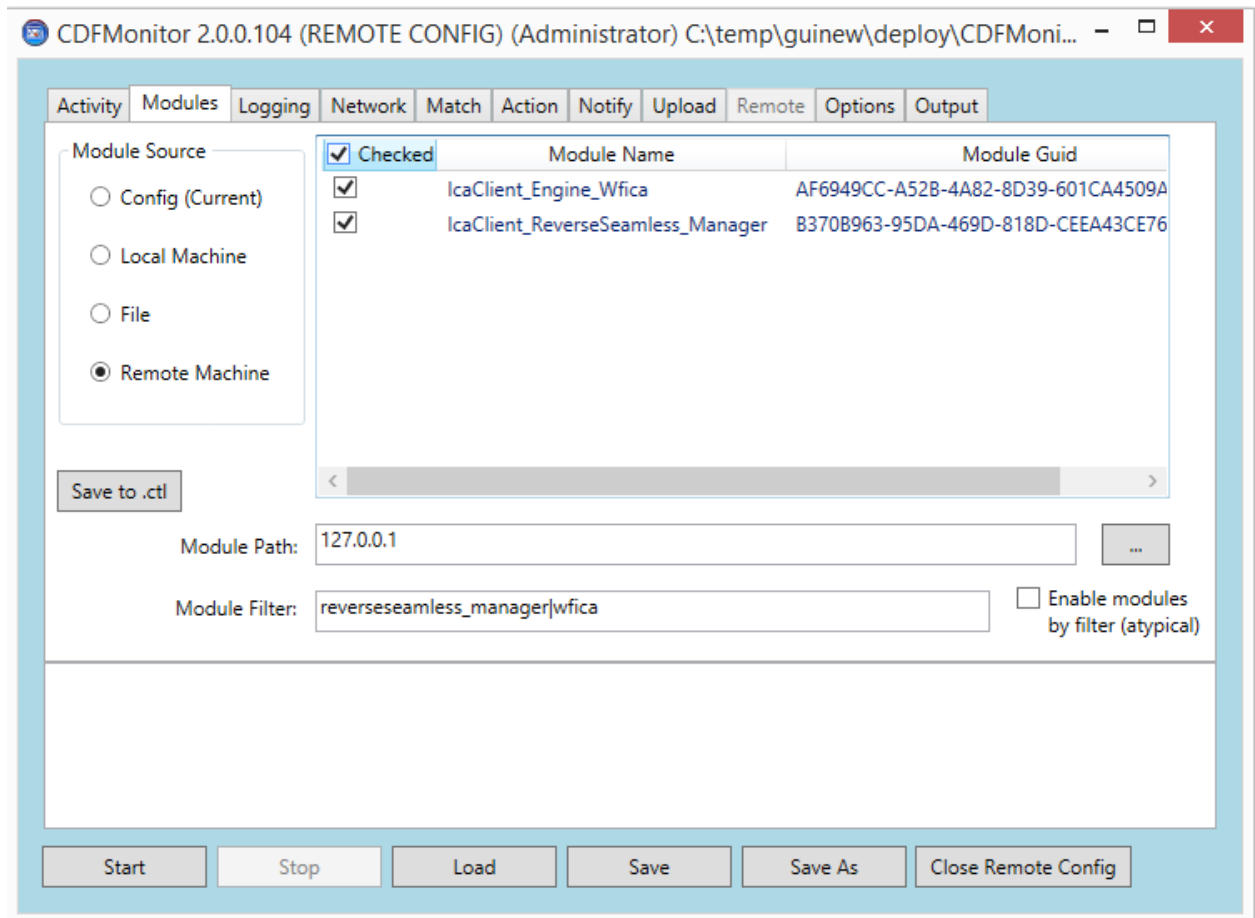 CDFMonitor 2.0.0.104 (REMOTE CONFIG) (Administrator) C:\temp\guinew\deploy\CDFMoni...
Activity Modules Logging Network Match Action Notify Upload Remote Options Output
Module Source
Config (Current)
Local Machine
File
Remote Machine
Checked Module Name Module Guid
IcaClient_Engine_Wfica AF6949CC-A52B-4A82-8D39-601CA4509A
IcaClient_ReverseSeamless_Manager B370B963-95DA-469D-818D-CEEA43CE76
Save to .ctl
Module Path: 127.0.0.1 ...
Module Filter: reverseseamless_manager|wfica
Enable modules
by filter (atypical)
Start Stop Load Save Save As Close Remote Config